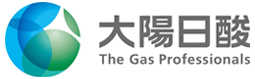 大陽日酸
The Gas Professionals